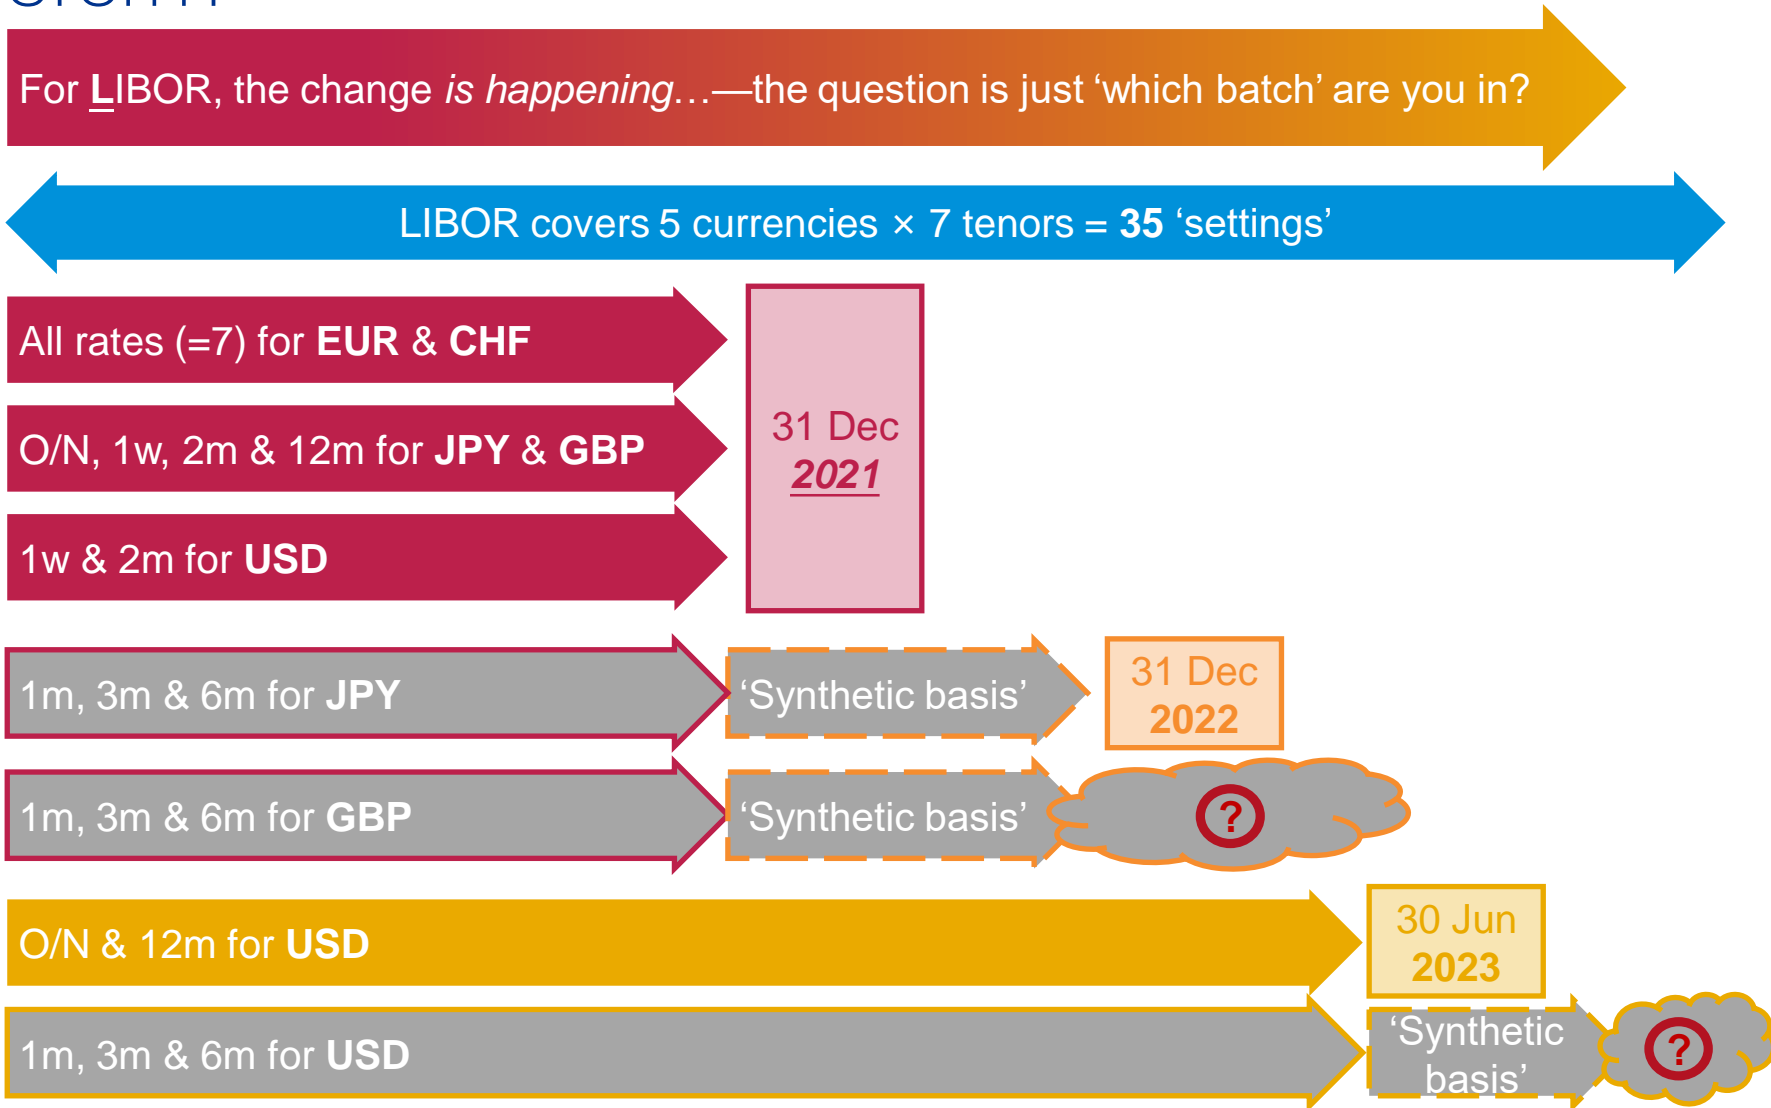 For LIBOR, the change is happening…—the question is just ‘which batch’ are you in?
LIBOR covers 5 currencies × 7 tenors = 35 ‘settings’
All rates (=7) for EUR & CHF
O/N, 1w, 2m & 12m for JPY & GBP
1w & 2m for USD
31 Dec
2021
1m, 3m & 6m for JPY
‘Synthetic basis’
31 Dec
2022
1m, 3m & 6m for GBP
‘Synthetic basis’
?
O/N & 12m for USD
30 Jun
2023
1m, 3m & 6m for USD
‘Synthetic
basis’
?